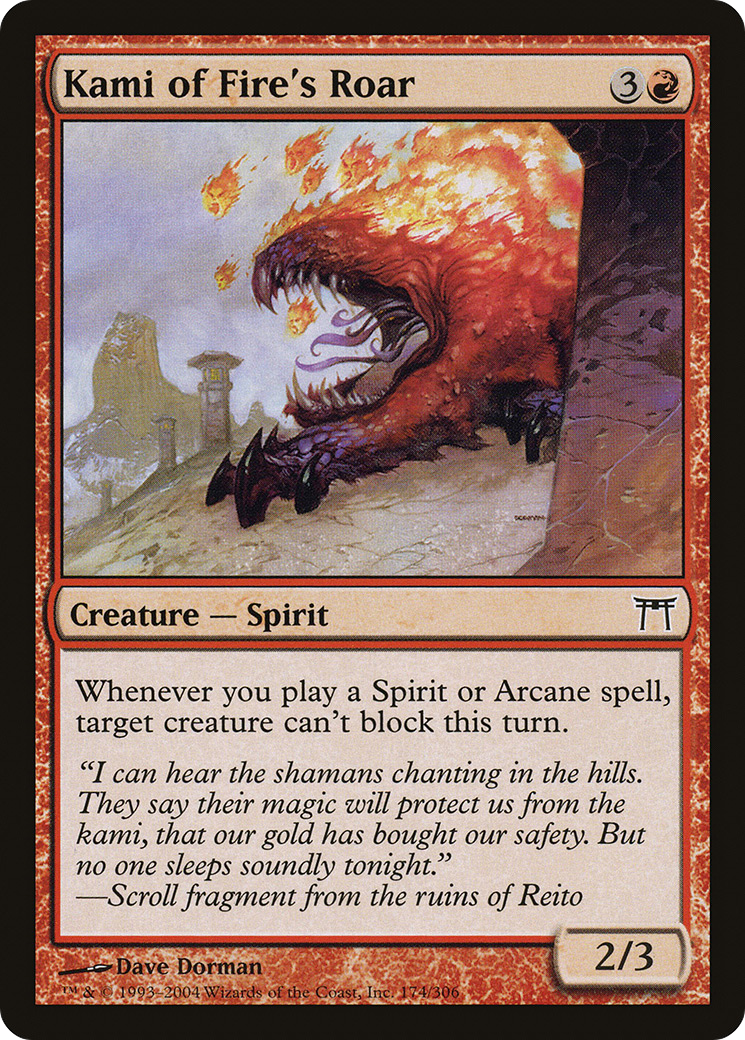 Kami of Fire's Roar
3
SDORMAN
Creature — Spirit
Whenever you play a Spirit or Arcane spell,
target creature can't block this turn.
“I can hear the shamans chanting in the hills.
They say their magic will protect us from the
kami, that our gold has bought our safety. But
no one sleeps soundly tonight.”
—Scroll fragment from the ruins of Reito
2/3
Dave Dorman
™ & © 1993–2004 Wizards of the Coast, Inc. 174/306